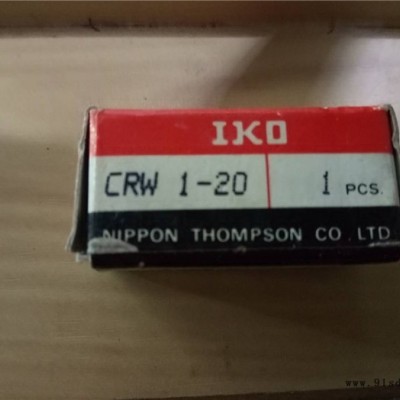 IKO
CRW 1-20 1 PCS.
NIPPON THOMPSON CO. LTD